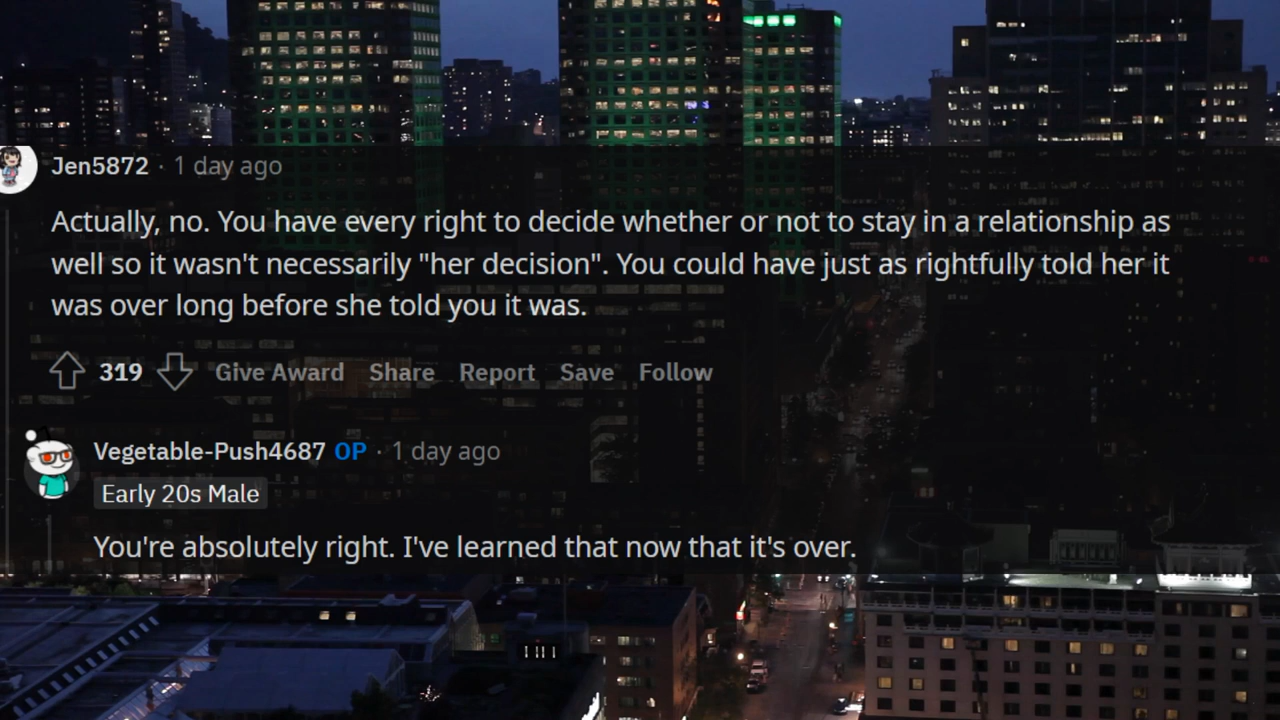 Jen5872 · 1 day ago
Actually, no. You have every right to decide whether or not to stay in a relationship as
well so it wasn't necessarily "her decision". You could have just as rightfully told her it
was over long before she told you it was.
319 Give Award Share Report Save Follow
Vegetable-Push4687 OP · 1 day ago
Early 20s Male
You're absolutely right. I've learned that now that it's over.